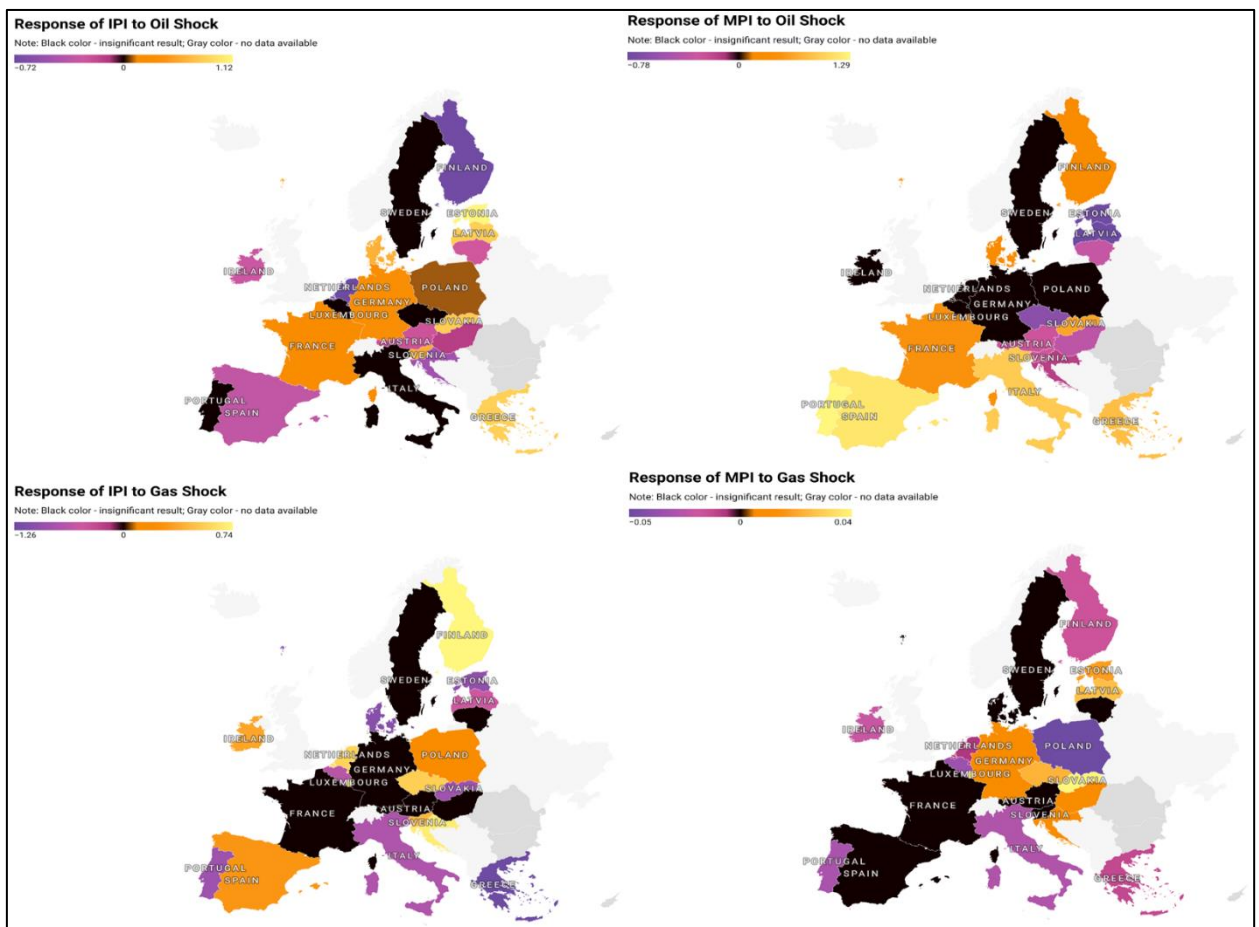 Response of IPI to Oil Shock
Note: Black color - insignificant result; Gray color - no data available
−0.72 0 1.12
FINLAND
SWEDEN
ESTONIA
LATVIA
IRELAND
NETHERLANDS
POLAND
GERMANY
LUXEMBOURG
SLOVAKIA
AUSTRIA
FRANCE
SLOVENIA
ITALY
PORTUGAL
SPAIN
GREECE
Response of MPI to Oil Shock
Note: Black color - insignificant result; Gray color - no data available
−0.78 0 1.29
FINLAND
SWEDEN
ESTONIA
LATVIA
IRELAND
NETHERLANDS
POLAND
GERMANY
LUXEMBOURG
SLOVAKIA
AUSTRIA
FRANCE
SLOVENIA
ITALY
PORTUGAL
SPAIN
GREECE
Response of IPI to Gas Shock
Note: Black color - insignificant result; Gray color - no data available
−1.26 0 0.74
FINLAND
SWEDEN
ESTONIA
LATVIA
IRELAND
NETHERLANDS
POLAND
GERMANY
LUXEMBOURG
SLOVAKIA
AUSTRIA
FRANCE
SLOVENIA
ITALY
PORTUGAL
SPAIN
GREECE
Response of MPI to Gas Shock
Note: Black color - insignificant result; Gray color - no data available
−0.05 0 0.04
FINLAND
SWEDEN
ESTONIA
LATVIA
IRELAND
NETHERLANDS
POLAND
GERMANY
LUXEMBOURG
SLOVAKIA
AUSTRIA
FRANCE
SLOVENIA
ITALY
PORTUGAL
SPAIN
GREECE